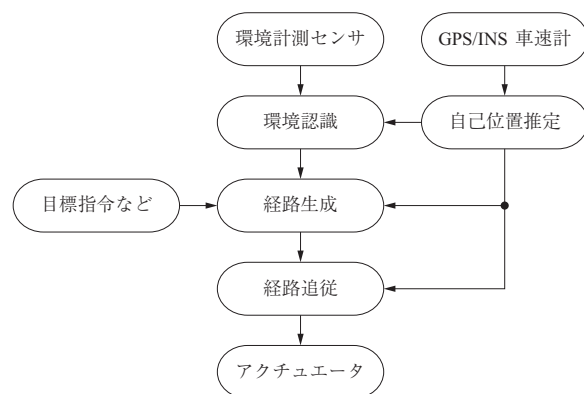 環境計測センサ
GPS/INS 車速計
環境認識
自己位置推定
目標指令など
経路生成
経路追従
アクチュエータ